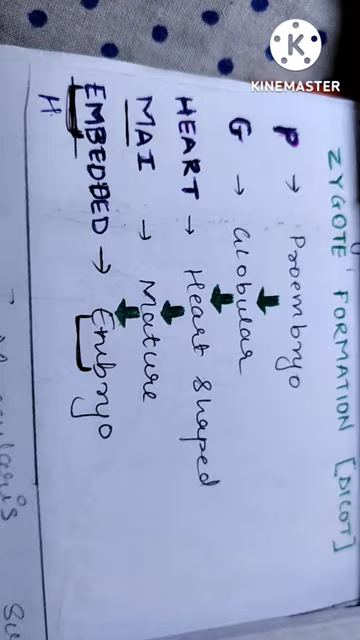 KINEMASTER
ZYGOTE FORMATION [DICOT]
P → Proembryo
G → Globular
HEART → Heart Shaped
MAI → Mature
EMBEDDED → Embryo
H